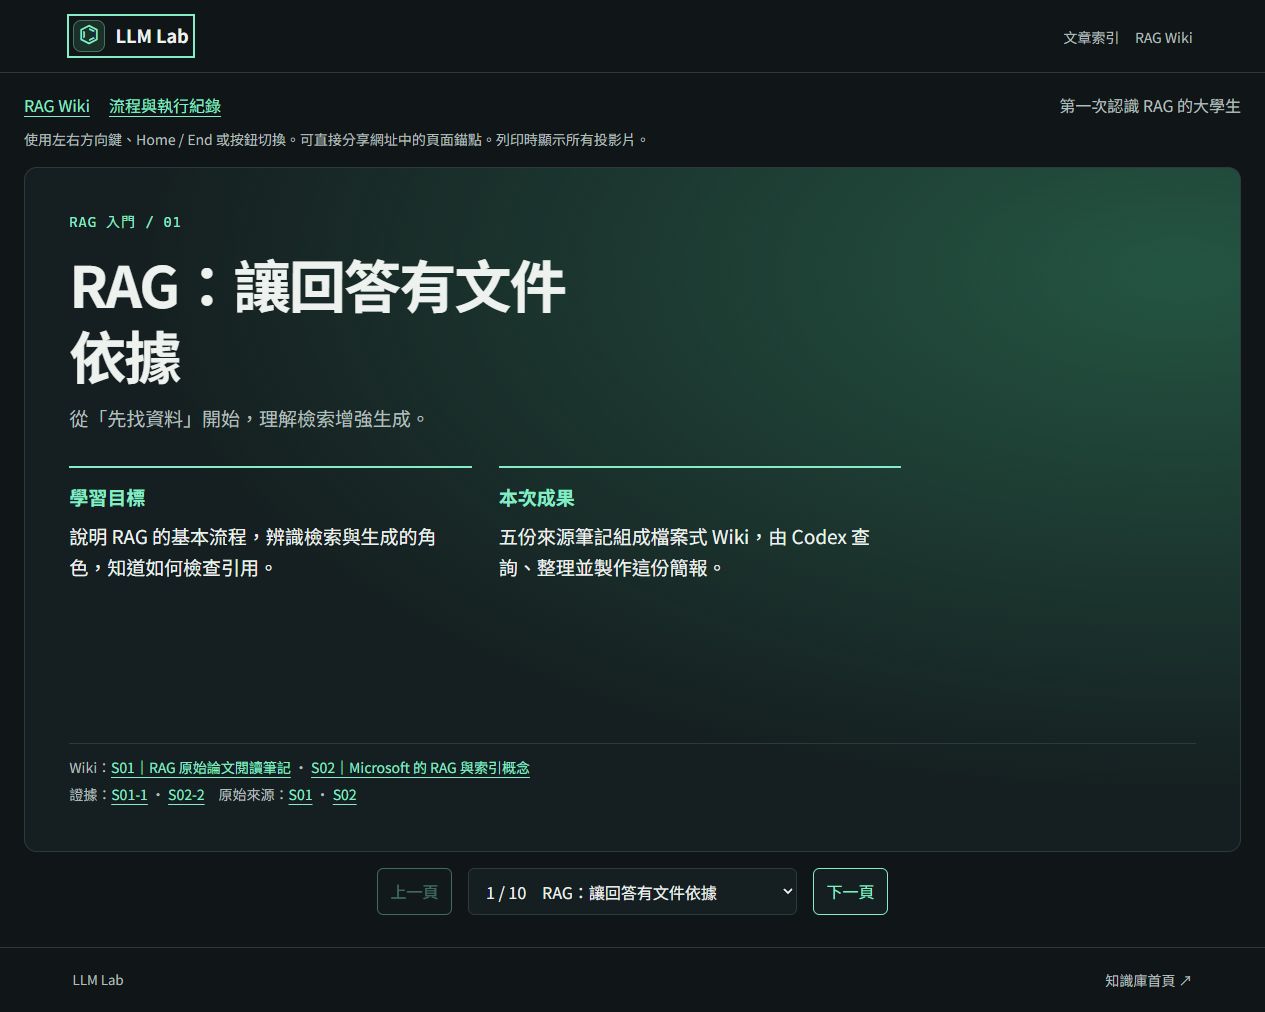 LLM Lab
文章索引 RAG Wiki
RAG Wiki 流程與執行紀錄
第一次認識 RAG 的大學生
使用左右方向鍵、Home / End 或按鈕切換。可直接分享網址中的頁面錨點。列印時顯示所有投影片。
RAG 入門 / 01
RAG：讓回答有文件
依據
從「先找資料」開始，理解檢索增強生成。
學習目標
說明 RAG 的基本流程，辨識檢索與生成的角
色，知道如何檢查引用。
本次成果
五份來源筆記組成檔案式 Wiki，由 Codex 查
詢、整理並製作這份簡報。
Wiki：S01｜RAG 原始論文閱讀筆記 · S02｜Microsoft 的 RAG 與索引概念
證據：S01-1 · S02-2 原始來源：S01 · S02
上一頁
1 / 10 RAG：讓回答有文件依據
下一頁
LLM Lab
知識庫首頁 ↗